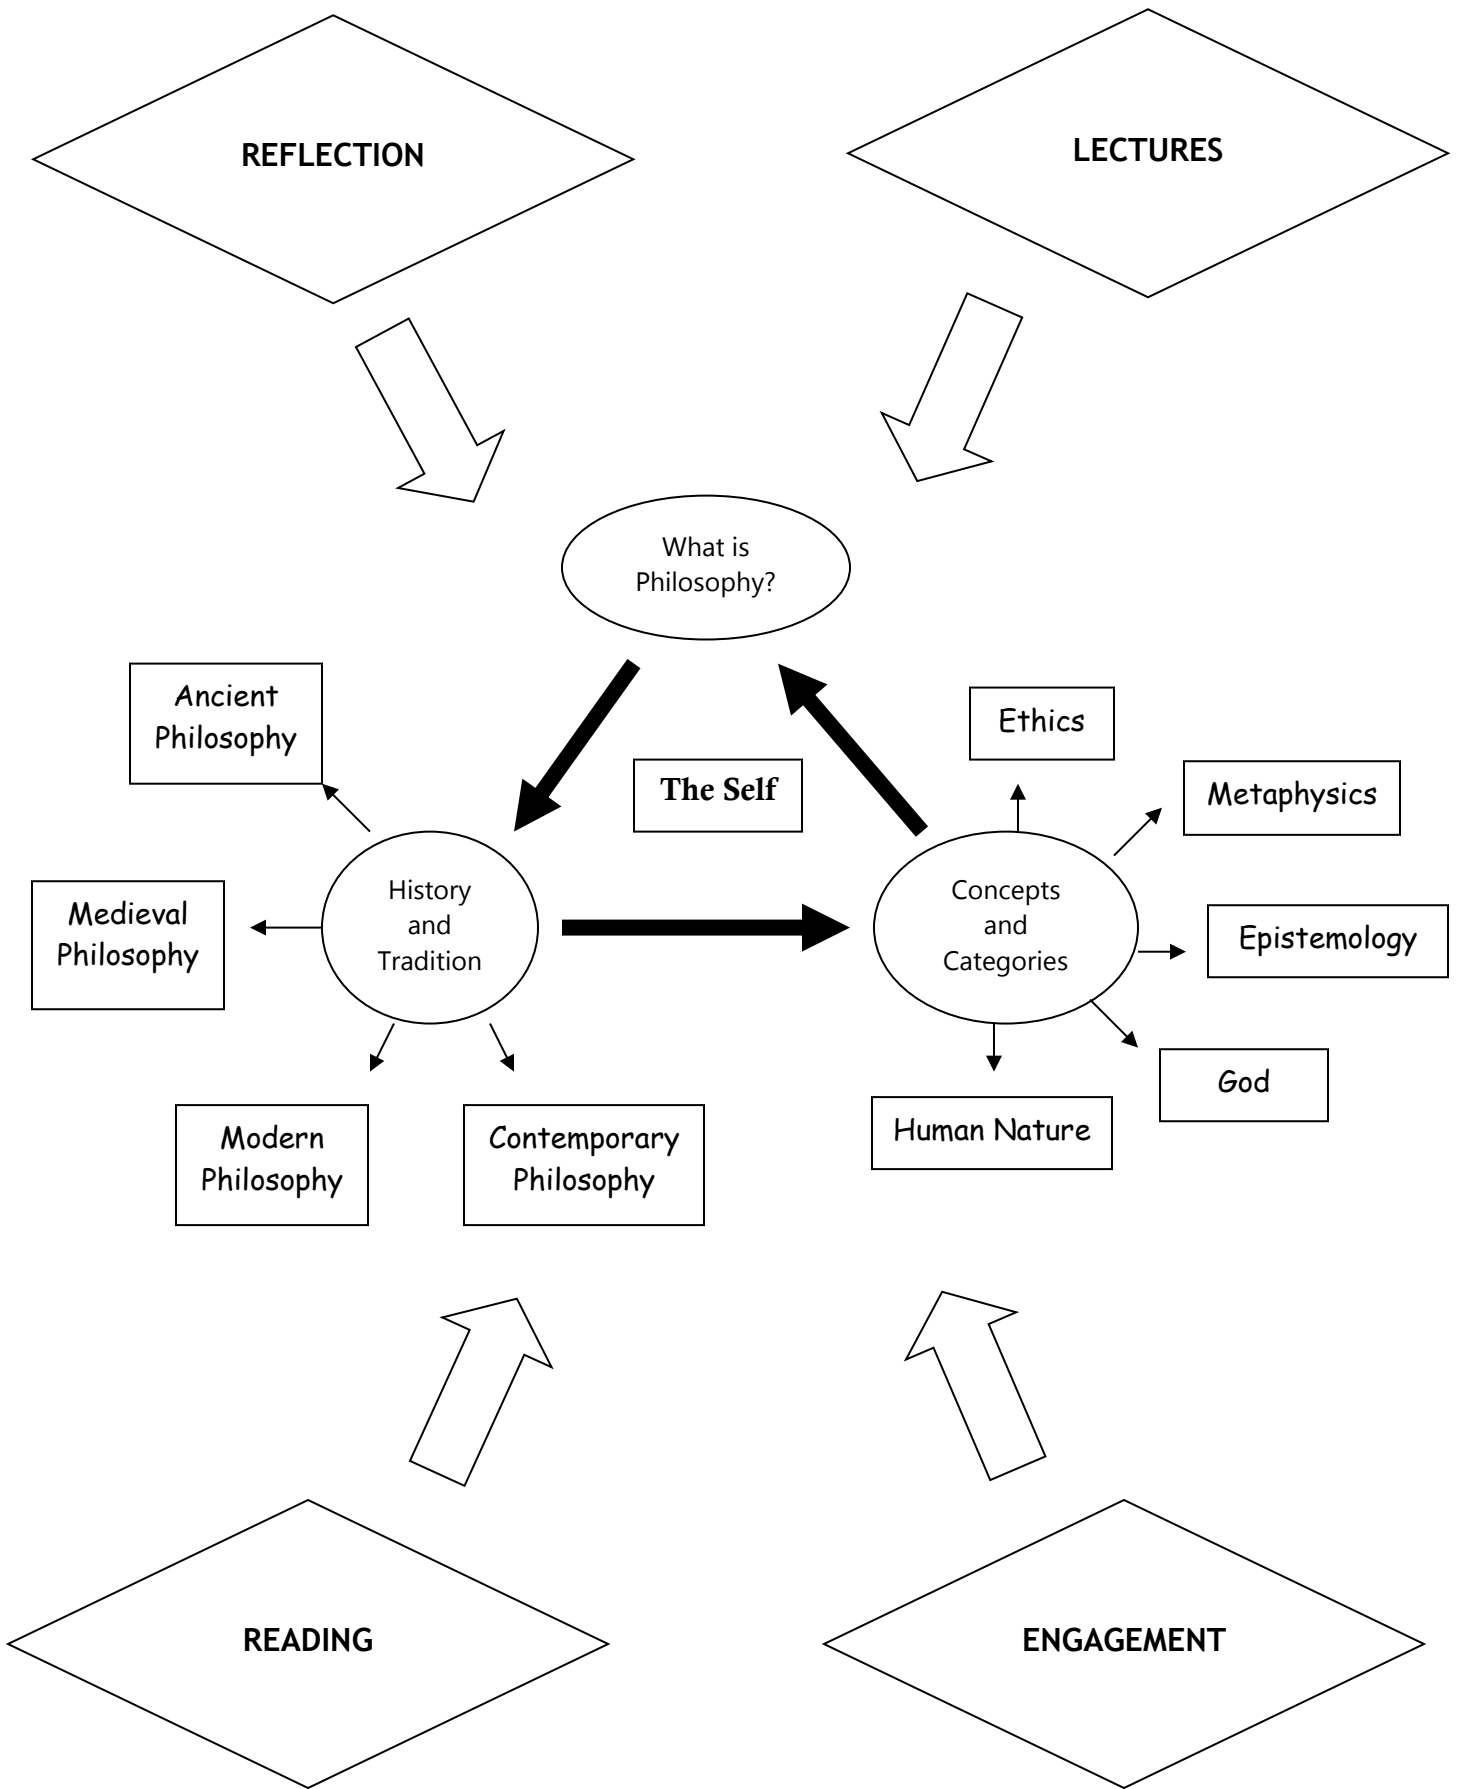 REFLECTION
LECTURES
What is
Philosophy?
Ancient
Philosophy
Ethics
The Self
Metaphysics
Medieval
Philosophy
History
and
Tradition
Concepts
and
Categories
Epistemology
God
Human Nature
Modern
Philosophy
Contemporary
Philosophy
READING
ENGAGEMENT